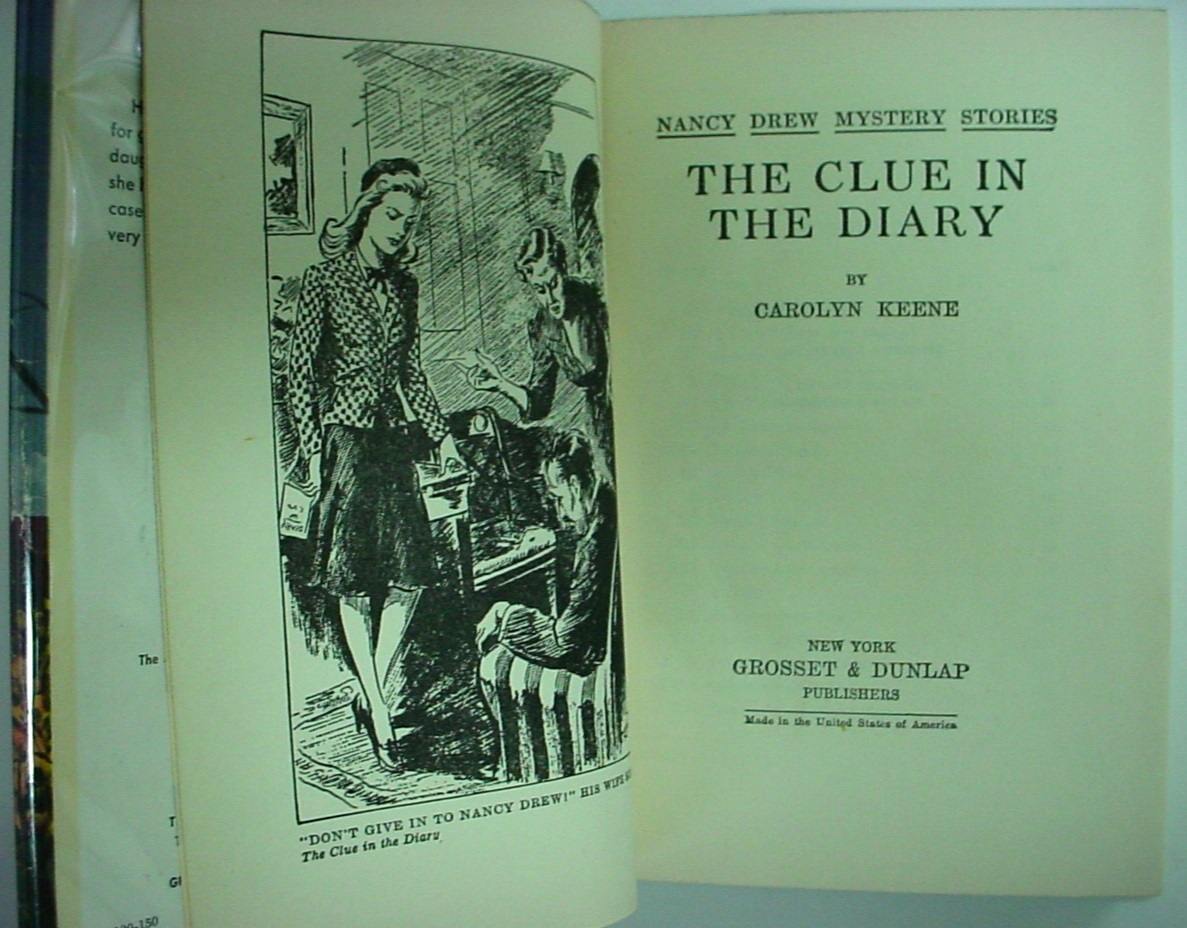 for
she
case
very
The
"DON'T GIVE IN TO NANCY DREW!" HIS WIFE
The Clue in the Diary
NANCY DREW MYSTERY STORIES
THE CLUE IN
THE DIARY
BY
CAROLYN KEENE
NEW YORK
GROSSET & DUNLAP
PUBLISHERS
Made in the United States of America